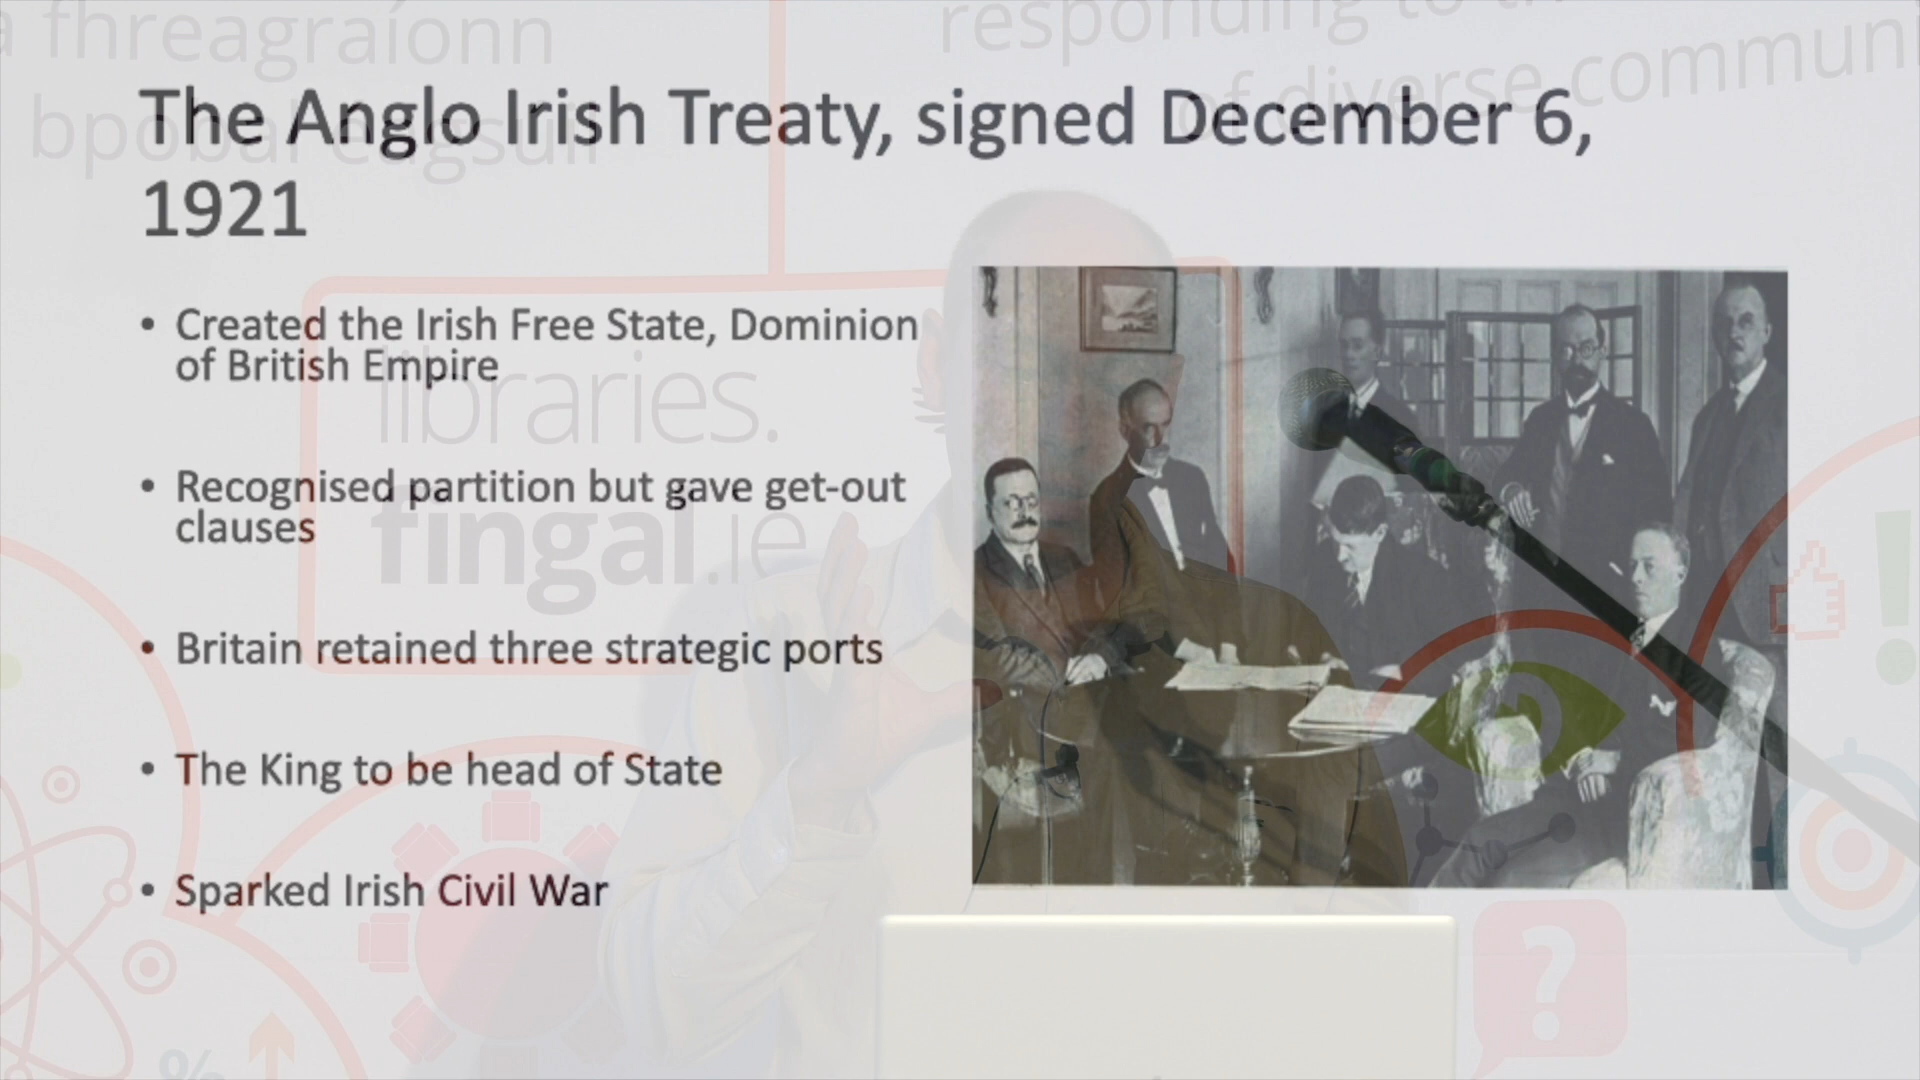 a fhreagraíonn
responding to
of diverse commun
The Anglo Irish Treaty, signed December 6,
1921
• Created the Irish Free State, Dominion
of British Empire
libraries.
• Recognised partition but gave get-out
clauses
fingal.ie
• Britain retained three strategic ports
• The King to be head of State
• Sparked Irish Civil War
?
%